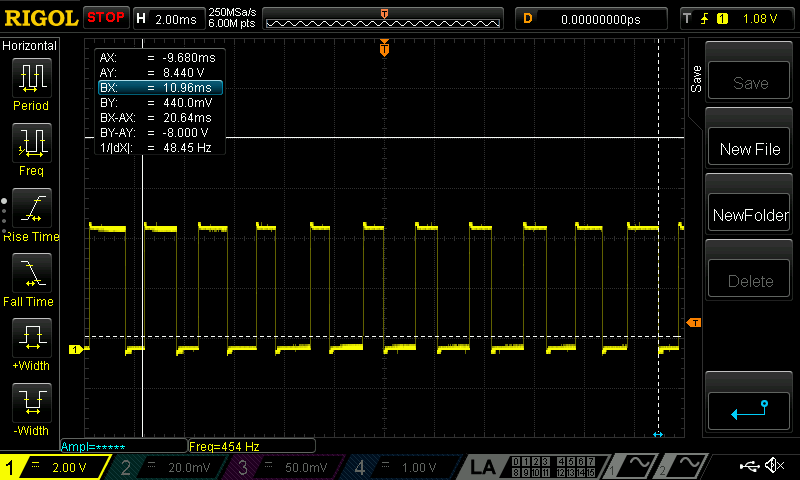 RIGOL STOP H 2.00ms 250MSa/s 6.00M pts T D 0.00000000ps T 1 1.08 V
Horizontal
Period
Freq
Rise Time
Fall Time
+Width
-Width
AX: = -9.680ms
AY: = 8.440 V
BX: = 10.96ms
BY: = 440.0mV
BX-AX: = 20.64ms
BY-AY: = -8.000 V
1/|dX|: = 48.45 Hz
T
1
T
Save
Save
New File
NewFolder
Delete
Ampl=***** Freq=454 Hz
1 = 2.00 V 2 = 20.0mV 3 = 50.0mV 4 = 1.00 V LA 0 1 2 3 4 5 6 7 1 2
8 9 10 11 12 13 14 15